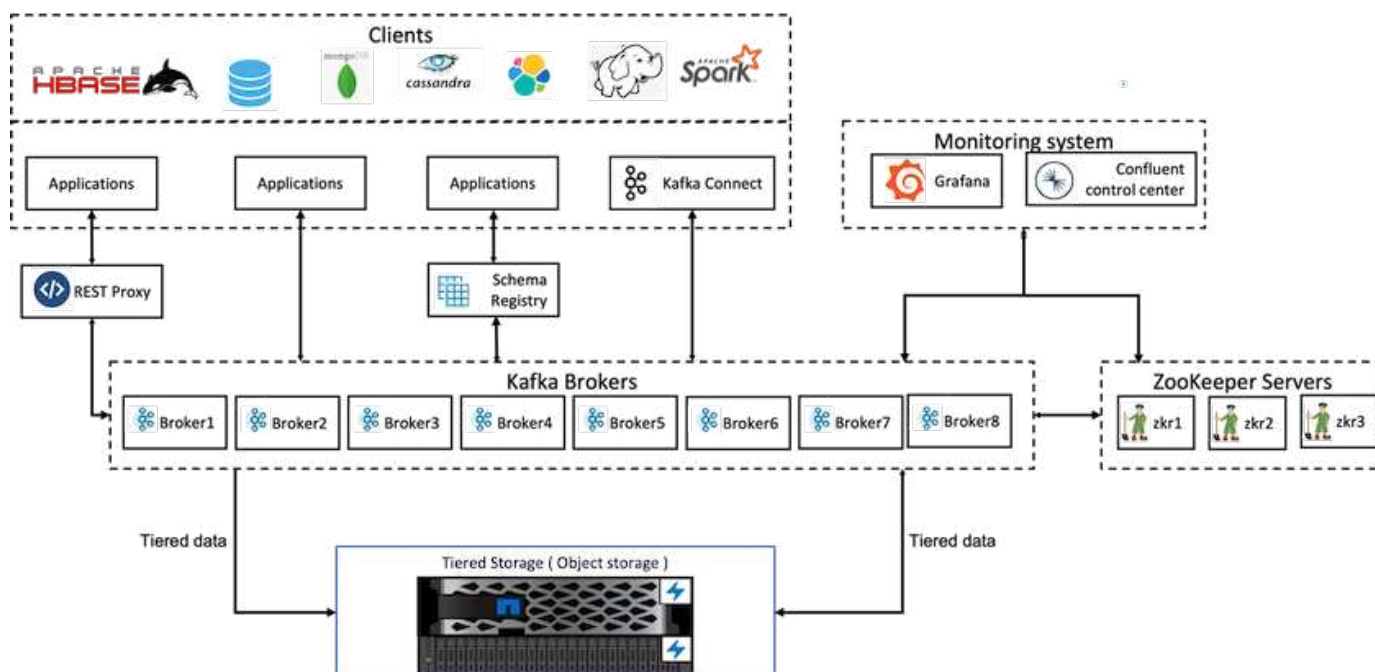 Clients
APACHE
HBASE
mongoDB
cassandra
APACHE
Spark
Applications
Applications
Applications
Kafka Connect
Monitoring system
Grafana
Confluent
control center
REST Proxy
Schema
Registry
Kafka Brokers
Broker1
Broker2
Broker3
Broker4
Broker5
Broker6
Broker7
Broker8
ZooKeeper Servers
zkr1
zkr2
zkr3
Tiered data
Tiered data
Tiered Storage ( Object storage )